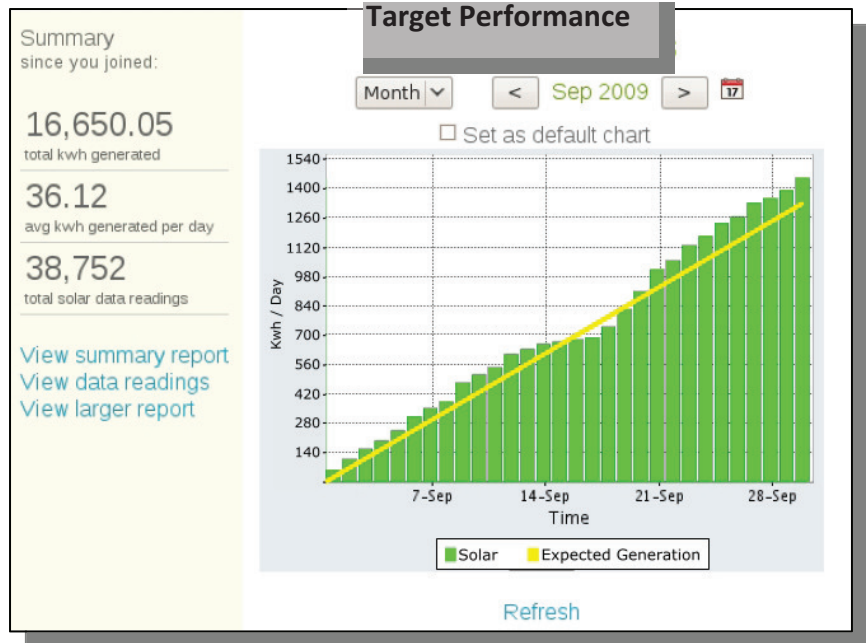 Target Performance
Summary
since you joined:
16,650.05
total kwh generated
36.12
avg kwh generated per day
38,752
total solar data readings
View summary report
View data readings
View larger report
Month
< Sep 2009 > 17
Set as default chart
1540
1400
1260
1120
980
840
700
560
420
280
140
Kwh / Day
7-Sep 14-Sep 21-Sep 28-Sep
Time
Solar Expected Generation
Refresh